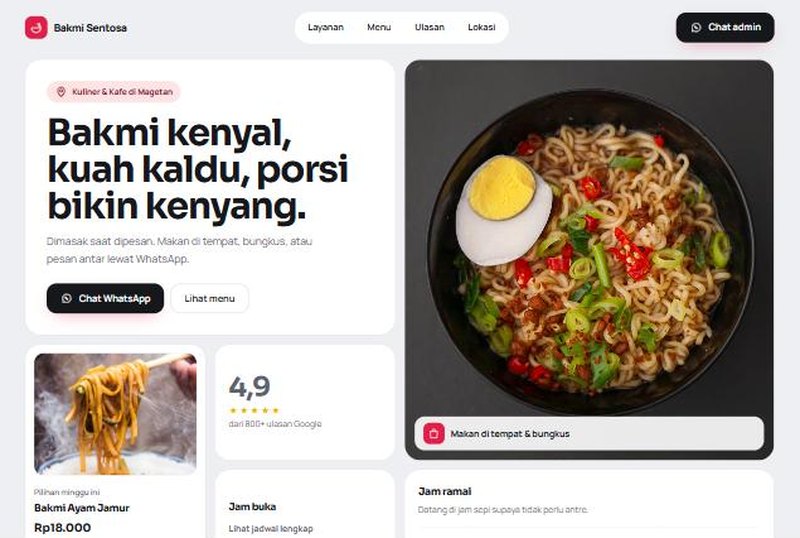 Bakmi Sentosa
Layanan
Menu
Ulasan
Lokasi
Chat admin
Kuliner & Kafe di Magetan
Bakmi kenyal,
kuah kaldu, porsi
bikin kenyang.
Dimasak saat dipesan. Makan di tempat, bungkus, atau
pesan antar lewat WhatsApp.
Chat WhatsApp
Lihat menu
Makan di tempat & bungkus
Pilihan minggu ini
Bakmi Ayam Jamur
Rp18.000
4,9
★★★★★
dari 800+ ulasan Google
Jam buka
Lihat jadwal lengkap
Jam ramai
Datang di jam sepi supaya tidak perlu antre.